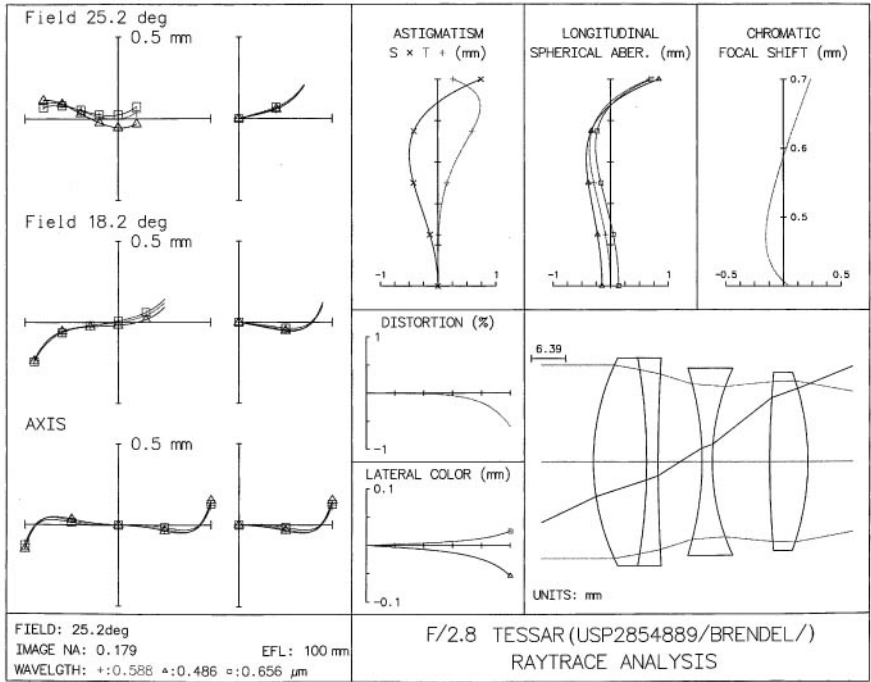 Field 25.2 deg
0.5 mm
Field 18.2 deg
0.5 mm
AXIS
0.5 mm
ASTIGMATISM
S × T + (mm)
-1
1
LONGITUDINAL
SPHERICAL ABER. (mm)
-1
1
CHROMATIC
FOCAL SHIFT (mm)
0.7
0.6
0.5
-0.5
0.5
DISTORTION (%)
1
-1
LATERAL COLOR (mm)
0.1
-0.1
6.39
UNITS: mm
FIELD: 25.2deg
IMAGE NA: 0.179 EFL: 100 mm
WAVELGTH: +:0.588 ▵:0.486 ▫:0.656 µm
F/2.8 TESSAR(USP2854889/BRENDEL/)
RAYTRACE ANALYSIS